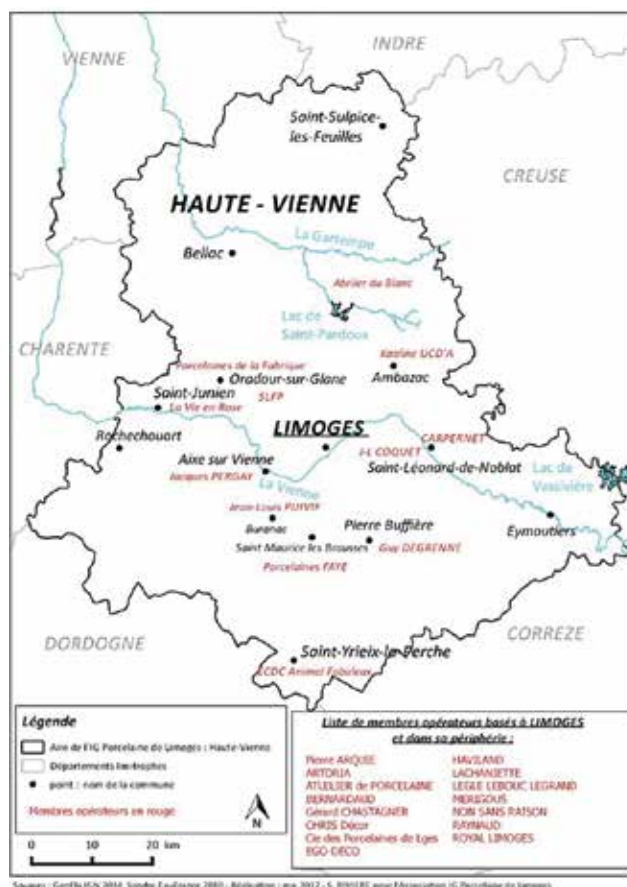 INDRE
VIENNE
Saint-Sulpice-
les-Feuilles
CREUSE
HAUTE - VIENNE
La Gartempe
Bellac
Abrller du Blanc
Lac de
Saint-Pardoux
CHARENTE
Porcelaines de la Fabrique
Oradour-sur-Glane
Ambazac
Saint-Junien
SLFP
La Vie en Rose
LIMOGES
CARPENET
Rochechouart
J-L COQUET
Saint-Léonard-de-Noblat
Aixe sur Vienne
Lac de
Vassivière
Jacques PERGAY
La Vienne
Jean-Louis
Eymoutiers
Pierre Buffière
Saint Maurice les Brousses
Guy DEGRENNE
Porcelaines FAYE
DORDOGNE
CORREZE
Saint-Yrieix-la-Perche
Animal Fabuleux
Légende
Aire de l'IG Porcelaine de Limoges : Haute-Vienne
Départements limitrophes
point : nom de la commune
Membres opérateurs en rouge
N
0 10 20 km
Liste de membres opérateurs basés à LIMOGES
et dans sa périphérie :
Pierre ARQUIE
ARTORIA
ATELIER de PORCELAINE
BERNARDAUD
Gérard CHASTAGNER
CHRIS Décor
Cie des Porcelaines de Lges
EGO DECO
HAVILAND
LACHANIETTE
LEGLE LEBOUC LEGRAND
MERIGOUS
NON SANS RAISON
RAYNAUD
ROYAL LIMOGES